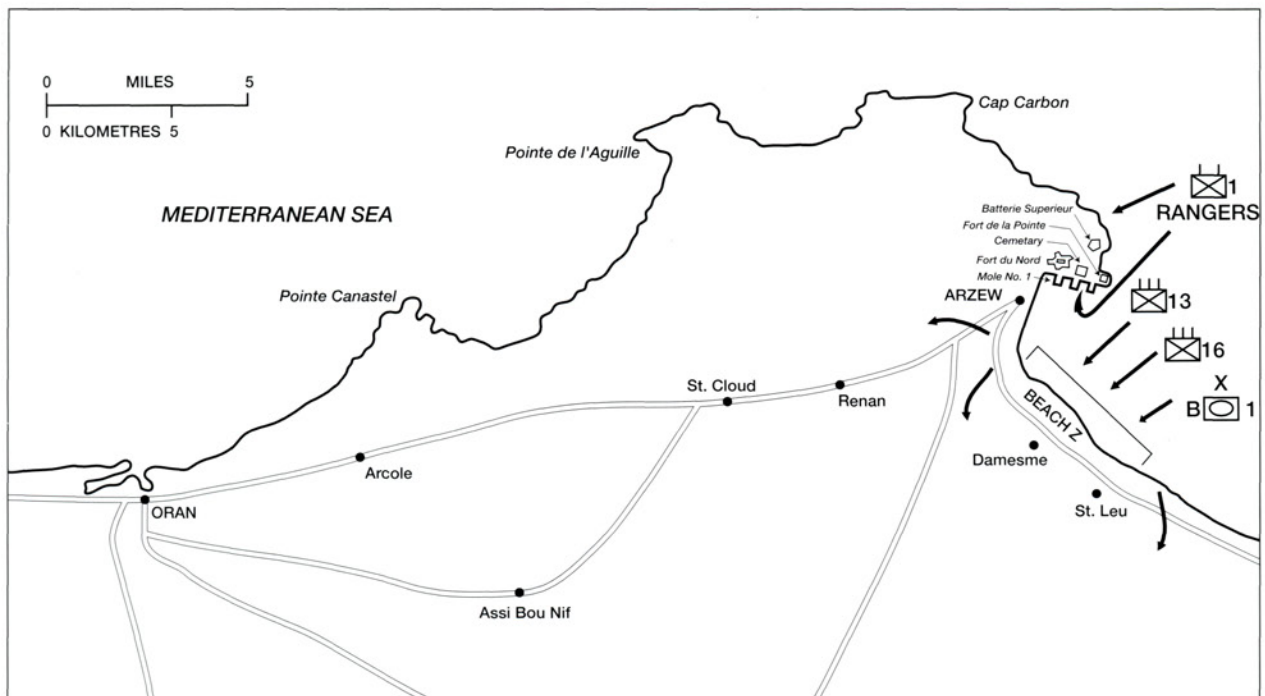 0 MILES 5
0 KILOMETRES 5
Cap Carbon
Pointe de l'Aguille
MEDITERRANEAN SEA
1
RANGERS
Batterie Superieur
Fort de la Pointe
Cemetary
Fort du Nord
Mole No. 1
Pointe Canastel
ARZEW
13
16
X
B 1
St. Cloud
Renan
BEACH Z
Damesme
Arcole
St. Leu
ORAN
Assi Bou Nif